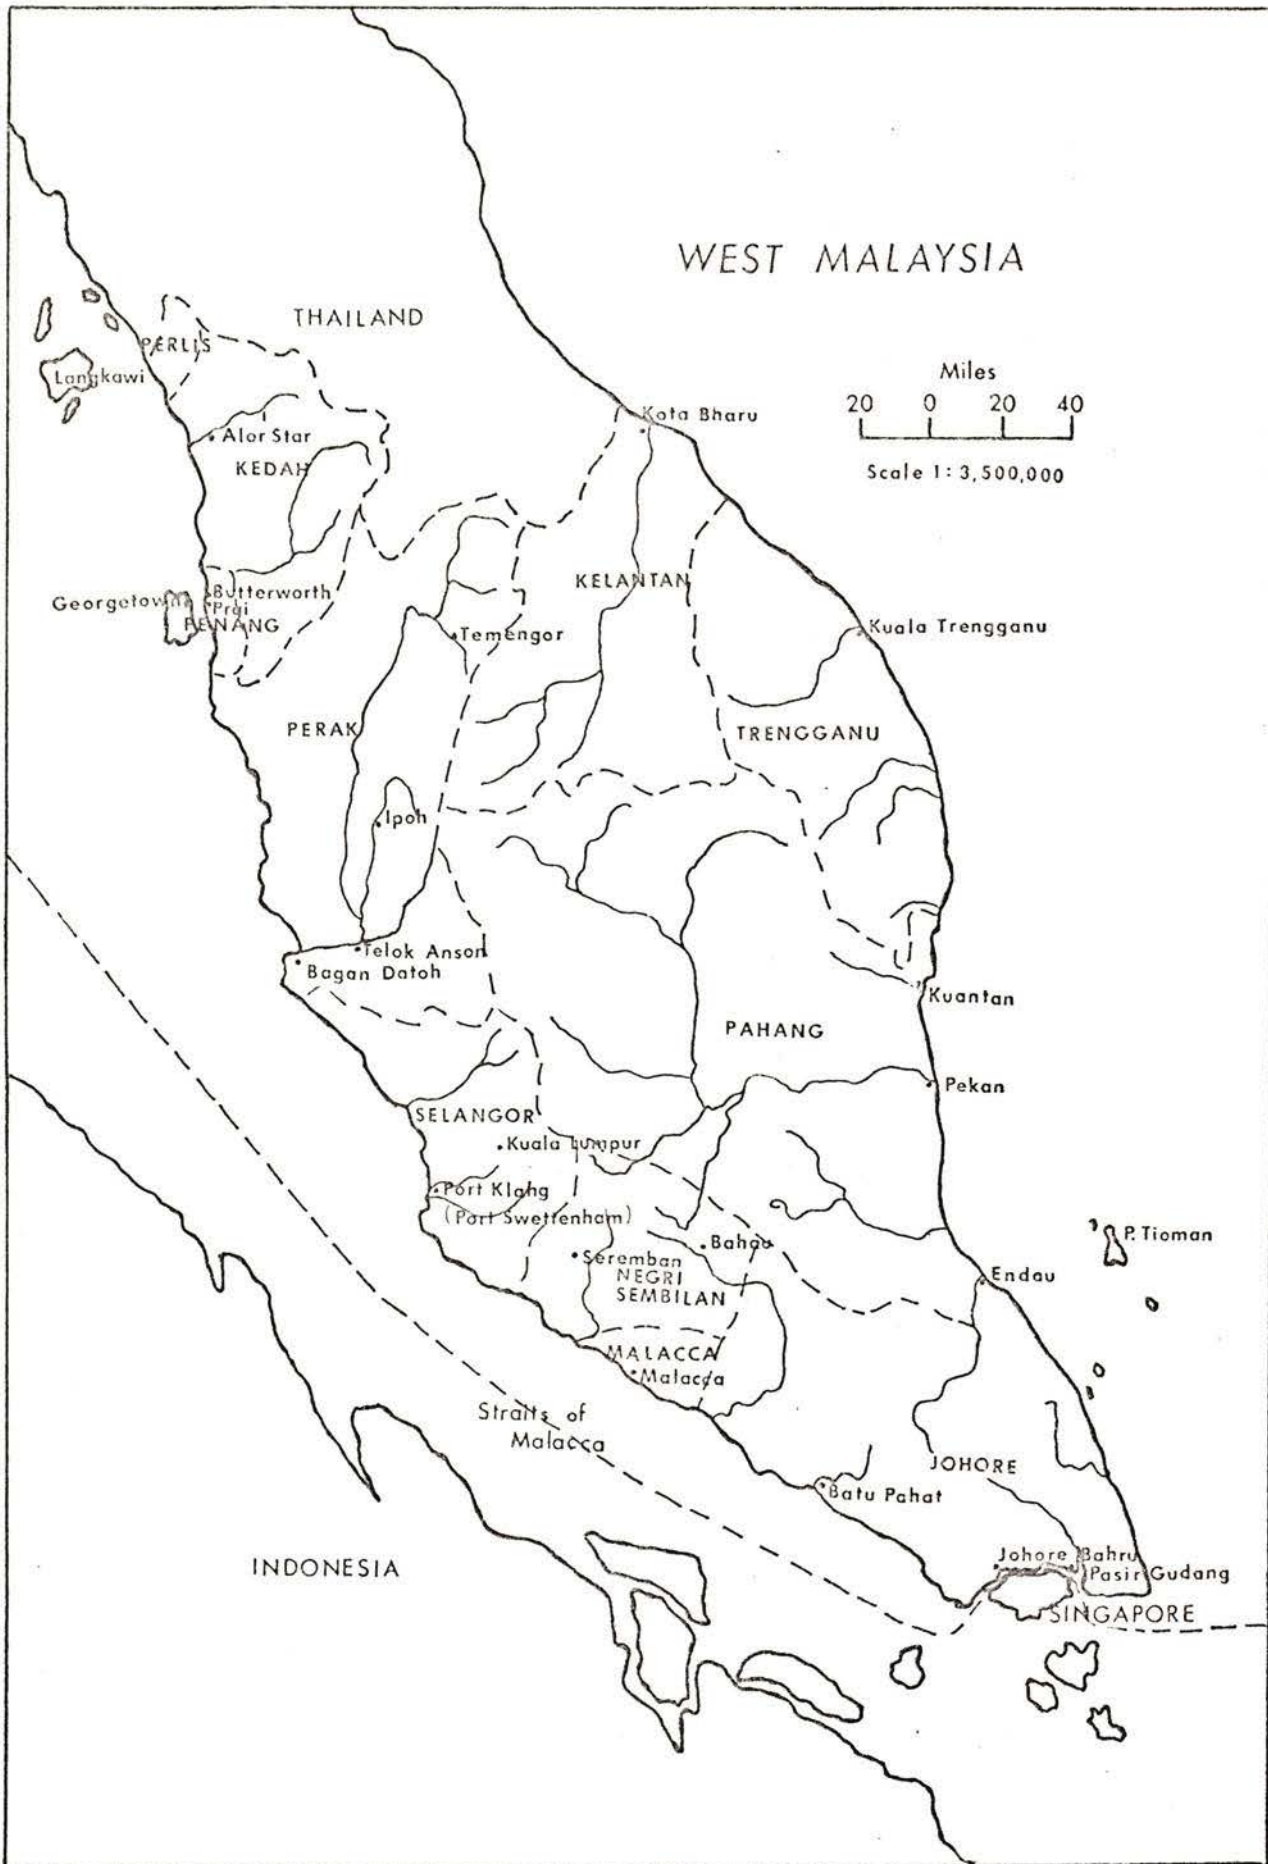 WEST MALAYSIA
THAILAND
PERLIS
Langkawi
Miles
20 0 20 40
Scale 1: 3,500,000
Kota Bharu
Alor Star
KEDAH
KELANTAN
Georgetown
Butterworth
Prai
PENANG
Temengor
Kuala Trengganu
PERAK
TRENGGANU
Ipoh
Telok Anson
Bagan Datoh
Kuantan
PAHANG
Pekan
SELANGOR
Kuala Lumpur
Port Klang
(Port Swettenham)
P. Tioman
Bahau
Seremban
NEGRI
SEMBILAN
Endau
MALACCA
Malacca
Straits of
Malacca
JOHORE
Batu Pahat
INDONESIA
Johore Bahru
Pasir Gudang
SINGAPORE